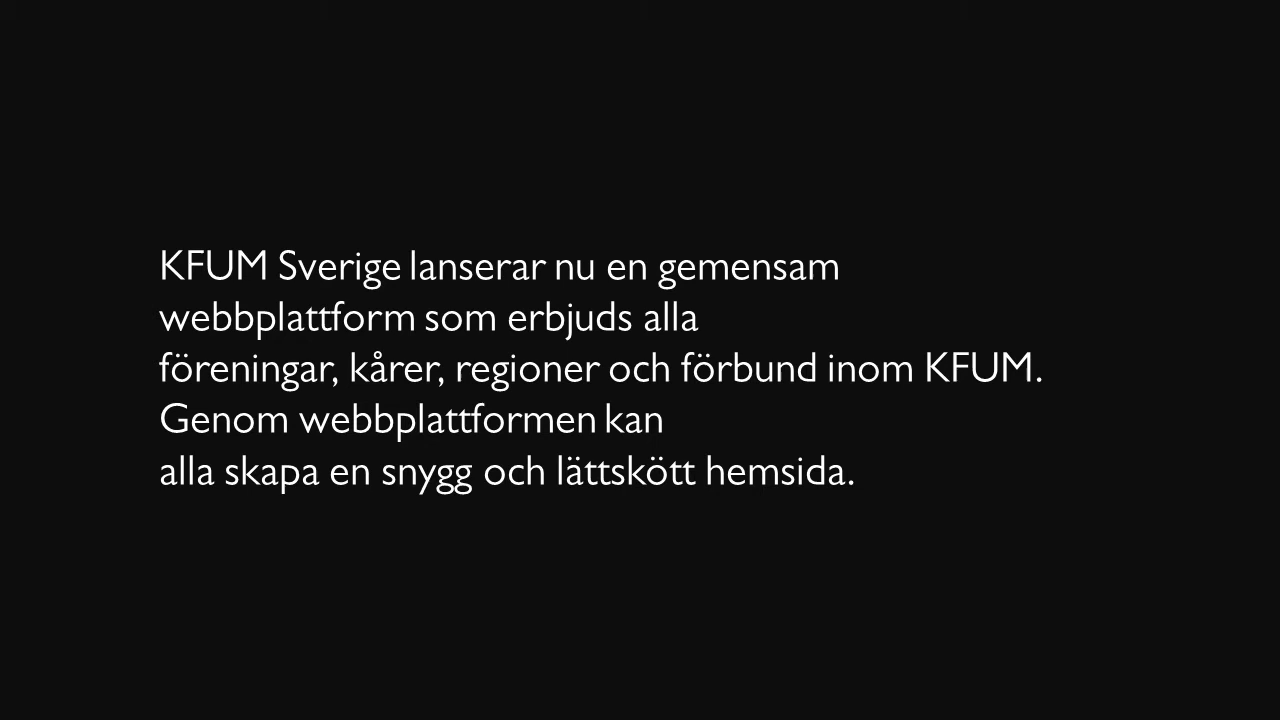 KFUM Sverige lanserar nu en gemensam
webbplattform som erbjuds alla
föreningar, kårer, regioner och förbund inom KFUM.
Genom webbplattformen kan
alla skapa en snygg och lättskött hemsida.